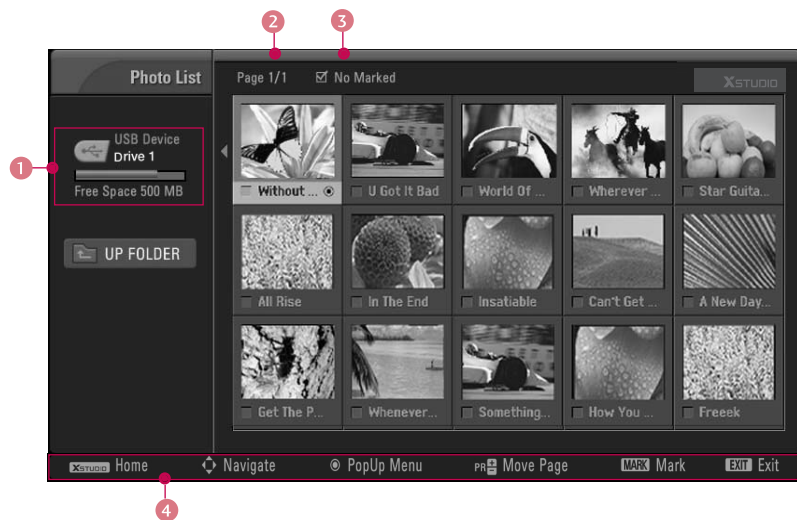 2
3
Photo List
Page 1/1
No Marked
XSTUDIO
1
USB Device
Drive 1
Free Space 500 MB
UP FOLDER
Without ...
U Got It Bad
World Of ...
Wherever ...
Star Guita...
All Rise
In The End
Insatiable
Can't Get ...
A New Day...
Get The P...
Whenever...
Something...
How You ...
Freeek
XSTUDIO Home
Navigate
PopUp Menu
PR + - Move Page
MARK Mark
EXIT Exit
4